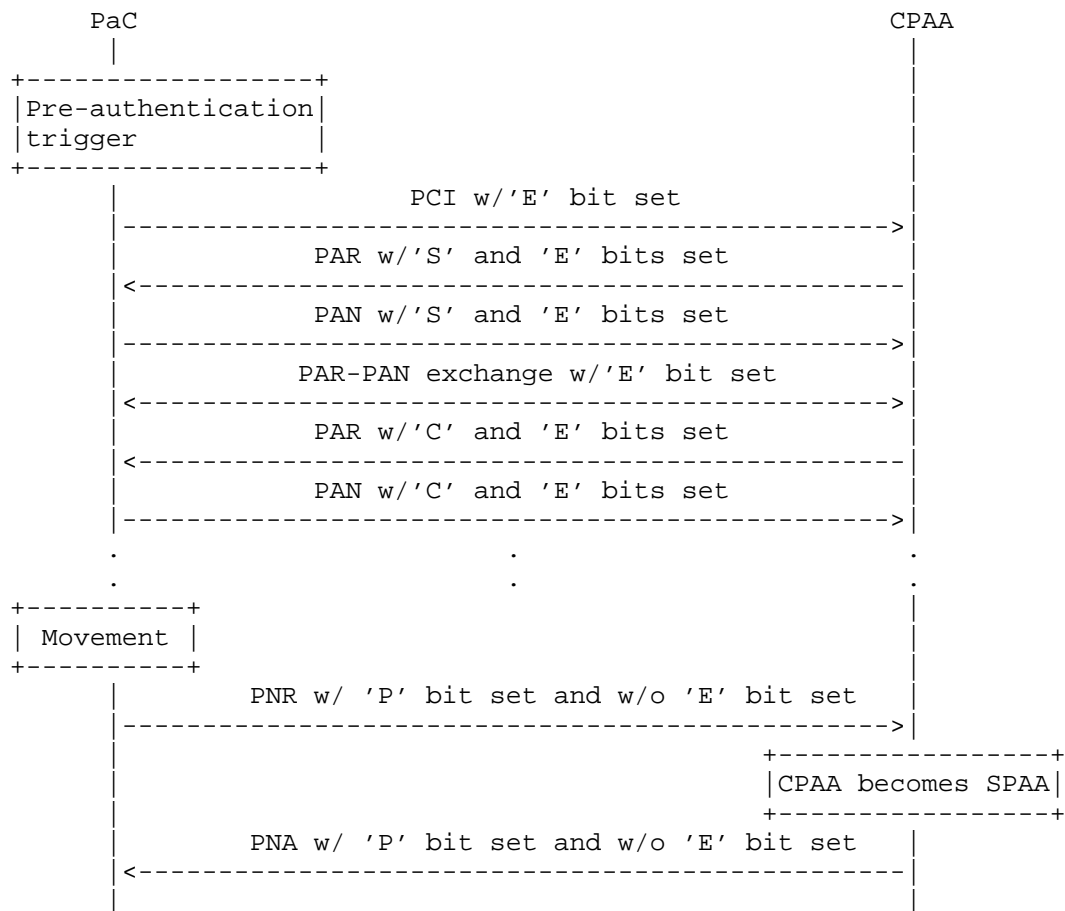 PaC CPAA
Pre-authentication
trigger
PCI w/'E' bit set
PAR w/'S' and 'E' bits set
PAN w/'S' and 'E' bits set
PAR-PAN exchange w/'E' bit set
PAR w/'C' and 'E' bits set
PAN w/'C' and 'E' bits set
. . .
. . .
Movement
PNR w/ 'P' bit set and w/o 'E' bit set
CPAA becomes SPAA
PNA w/ 'P' bit set and w/o 'E' bit set